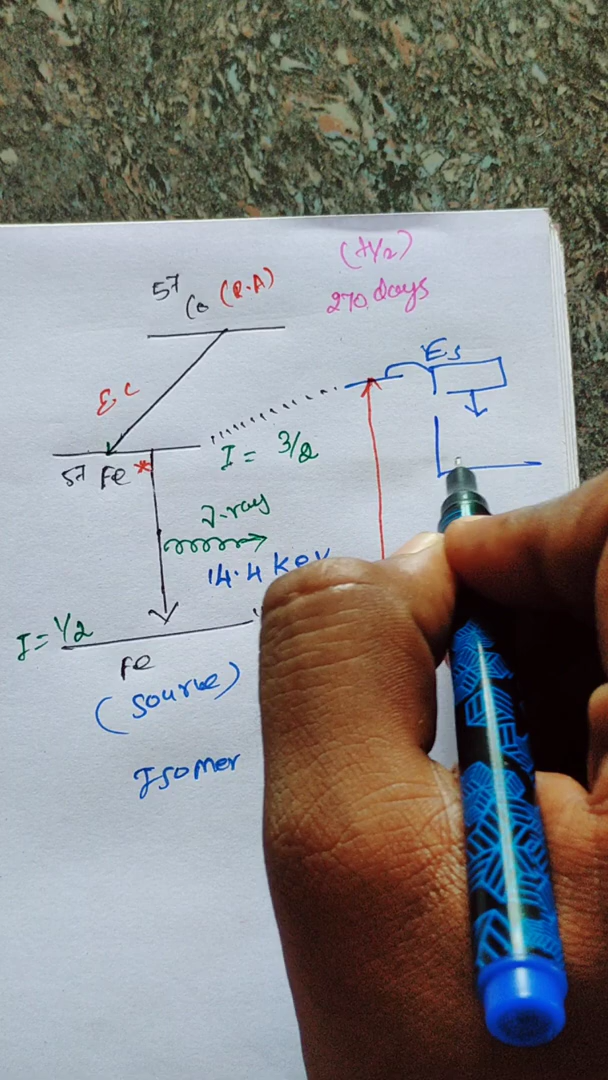 57
Co (R.A)
(t1/2)
270 days
EC
Es
57 Fe *
I = 3/2
γ-ray
14.4 keV
I = 1/2
Fe
(Source)
Isomer